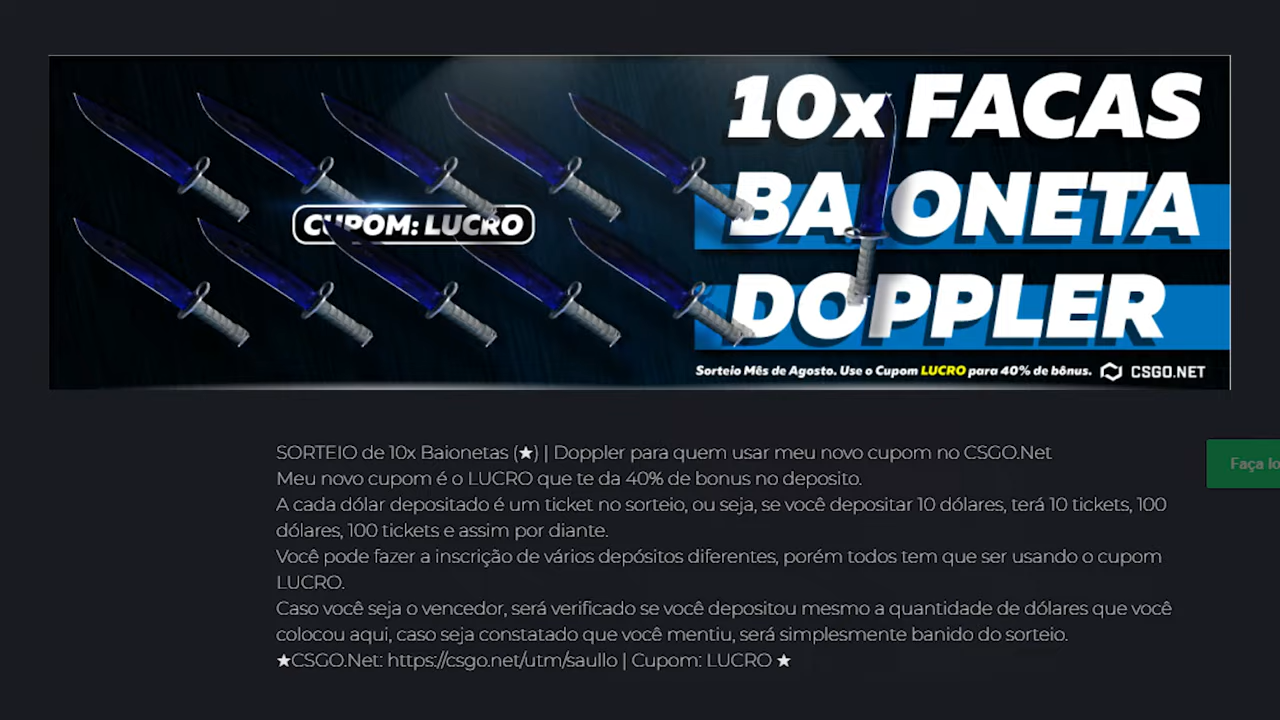 10x FACAS
BAIONETA
DOPPLER
CUPOM: LUCRO
Sorteio Mês de Agosto. Use o Cupom LUCRO para 40% de bônus. CSGO.NET
SORTEIO de 10x Baionetas (★) | Doppler para quem usar meu novo cupom no CSGO.Net
Meu novo cupom é o LUCRO que te da 40% de bonus no deposito.
A cada dólar depositado é um ticket no sorteio, ou seja, se você depositar 10 dólares, terá 10 tickets, 100
dólares, 100 tickets e assim por diante.
Você pode fazer a inscrição de vários depósitos diferentes, porém todos tem que ser usando o cupom
LUCRO.
Caso você seja o vencedor, será verificado se você depositou mesmo a quantidade de dólares que você
colocou aqui, caso seja constatado que você mentiu, será simplesmente banido do sorteio.
★CSGO.Net: https://csgo.net/utm/saullo | Cupom: LUCRO ★
Faça lo